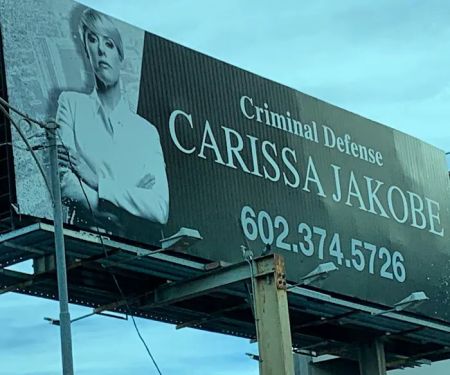 Criminal Defense
CARISSA JAKOBE
602.374.5726